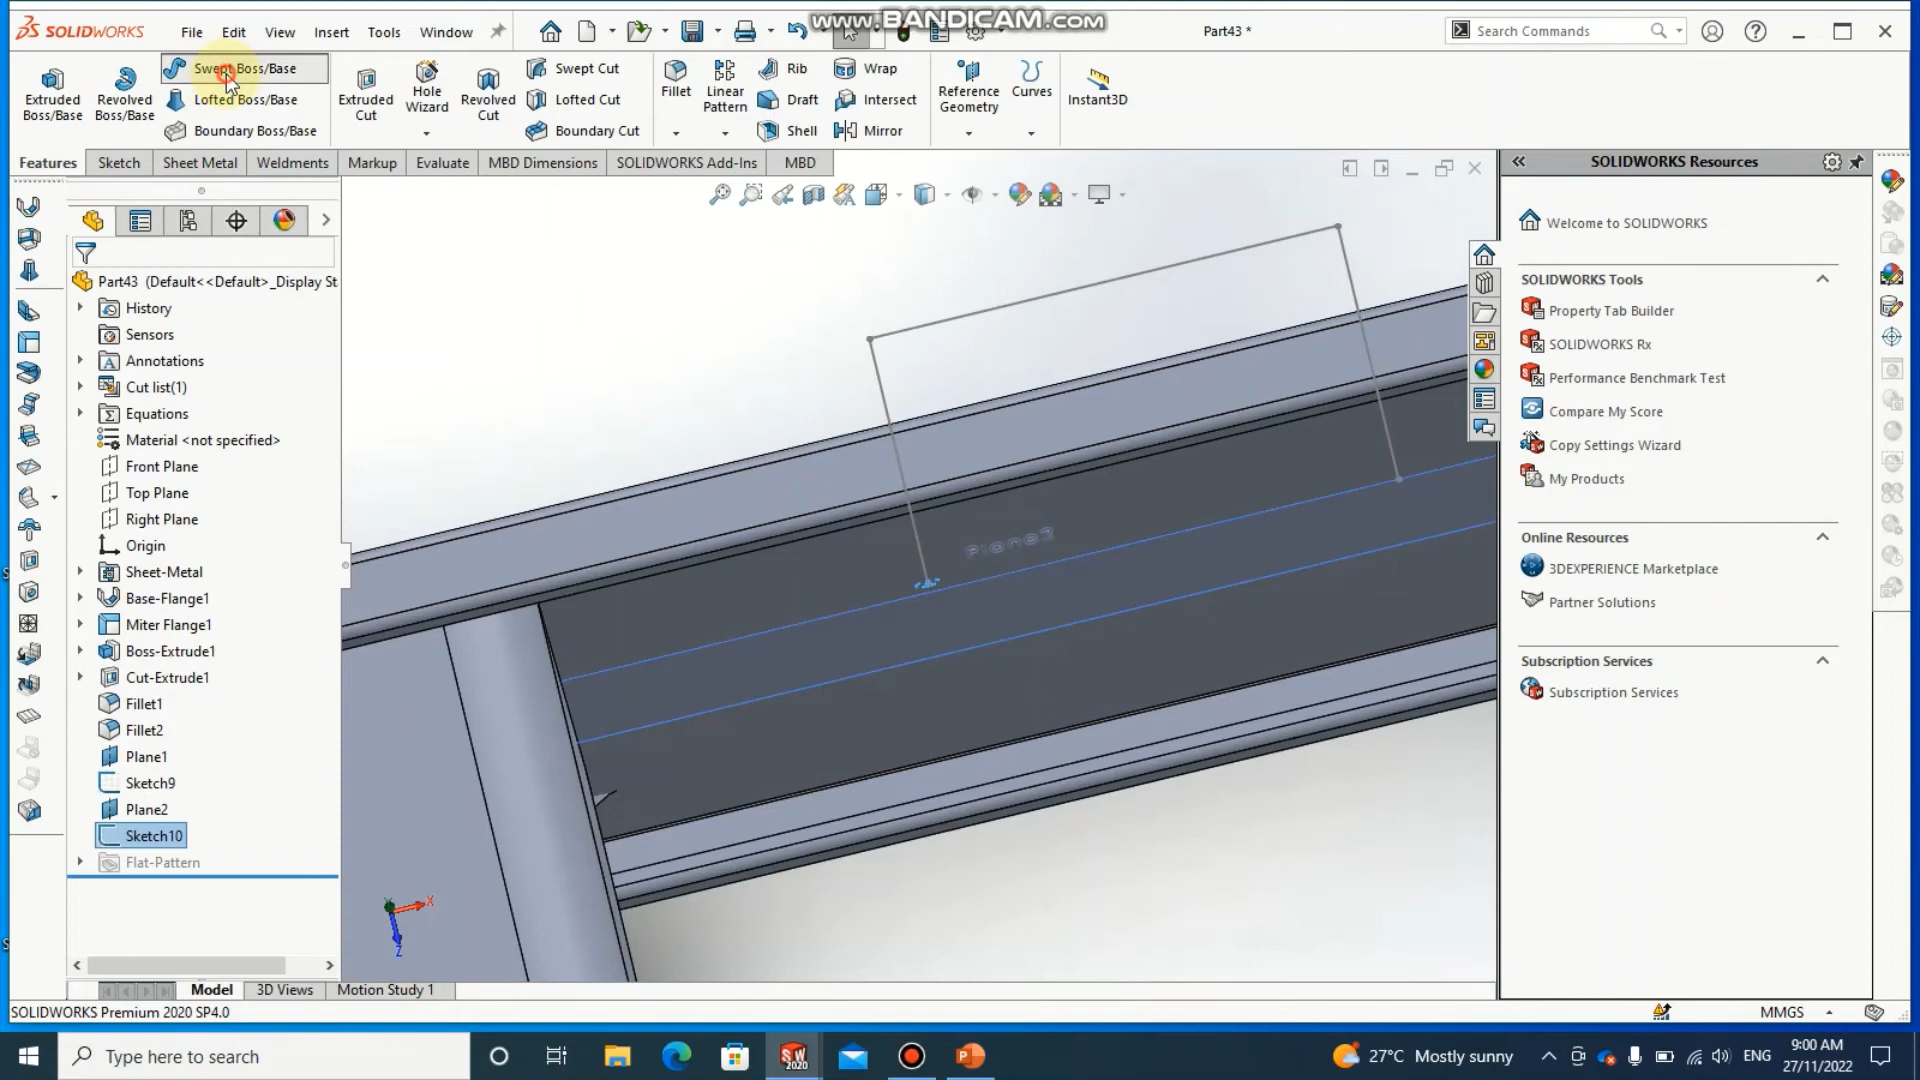 www.BANDICAM.com
SOLIDWORKS
File Edit View Insert Tools Window
Part43 *
Search Commands
Extruded Boss/Base
Revolved Boss/Base
Swept Boss/Base
Lofted Boss/Base
Boundary Boss/Base
Extruded Cut
Hole Wizard
Revolved Cut
Swept Cut
Lofted Cut
Boundary Cut
Fillet
Linear Pattern
Rib
Draft
Shell
Wrap
Intersect
Mirror
Reference Geometry
Curves
Instant3D
Features Sketch Sheet Metal Weldments Markup Evaluate MBD Dimensions SOLIDWORKS Add-Ins MBD
Part43 (Default<<Default>_Display St
History
Sensors
Annotations
Cut list(1)
Equations
Material <not specified>
Front Plane
Top Plane
Right Plane
Origin
Sheet-Metal
Base-Flange1
Miter Flange1
Boss-Extrude1
Cut-Extrude1
Fillet1
Fillet2
Plane1
Sketch9
Plane2
Sketch10
Flat-Pattern
Plane2
Y
X
Z
SOLIDWORKS Resources
Welcome to SOLIDWORKS
SOLIDWORKS Tools
Property Tab Builder
SOLIDWORKS Rx
Performance Benchmark Test
Compare My Score
Copy Settings Wizard
My Products
Online Resources
3DEXPERIENCE Marketplace
Partner Solutions
Subscription Services
Subscription Services
Model 3D Views Motion Study 1
SOLIDWORKS Premium 2020 SP4.0
MMGS
Type here to search
27°C Mostly sunny
ENG
9:00 AM
27/11/2022